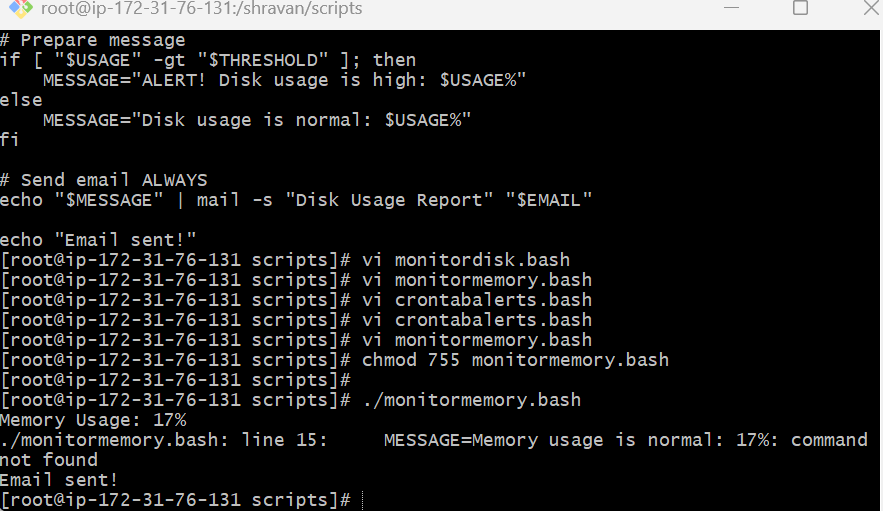 root@ip-172-31-76-131:/shravan/scripts
# Prepare message
if [ "$USAGE" -gt "$THRESHOLD" ]; then
    MESSAGE="ALERT! Disk usage is high: $USAGE%"
else
    MESSAGE="Disk usage is normal: $USAGE%"
fi
# Send email ALWAYS
echo "$MESSAGE" | mail -s "Disk Usage Report" "$EMAIL"
echo "Email sent!"
[root@ip-172-31-76-131 scripts]# vi monitordisk.bash
[root@ip-172-31-76-131 scripts]# vi monitormemory.bash
[root@ip-172-31-76-131 scripts]# vi crontabalerts.bash
[root@ip-172-31-76-131 scripts]# vi crontabalerts.bash
[root@ip-172-31-76-131 scripts]# vi monitormemory.bash
[root@ip-172-31-76-131 scripts]# chmod 755 monitormemory.bash
[root@ip-172-31-76-131 scripts]#
[root@ip-172-31-76-131 scripts]# ./monitormemory.bash
Memory Usage: 17%
./monitormemory.bash: line 15:     MESSAGE=Memory usage is normal: 17%: command
not found
Email sent!
[root@ip-172-31-76-131 scripts]#